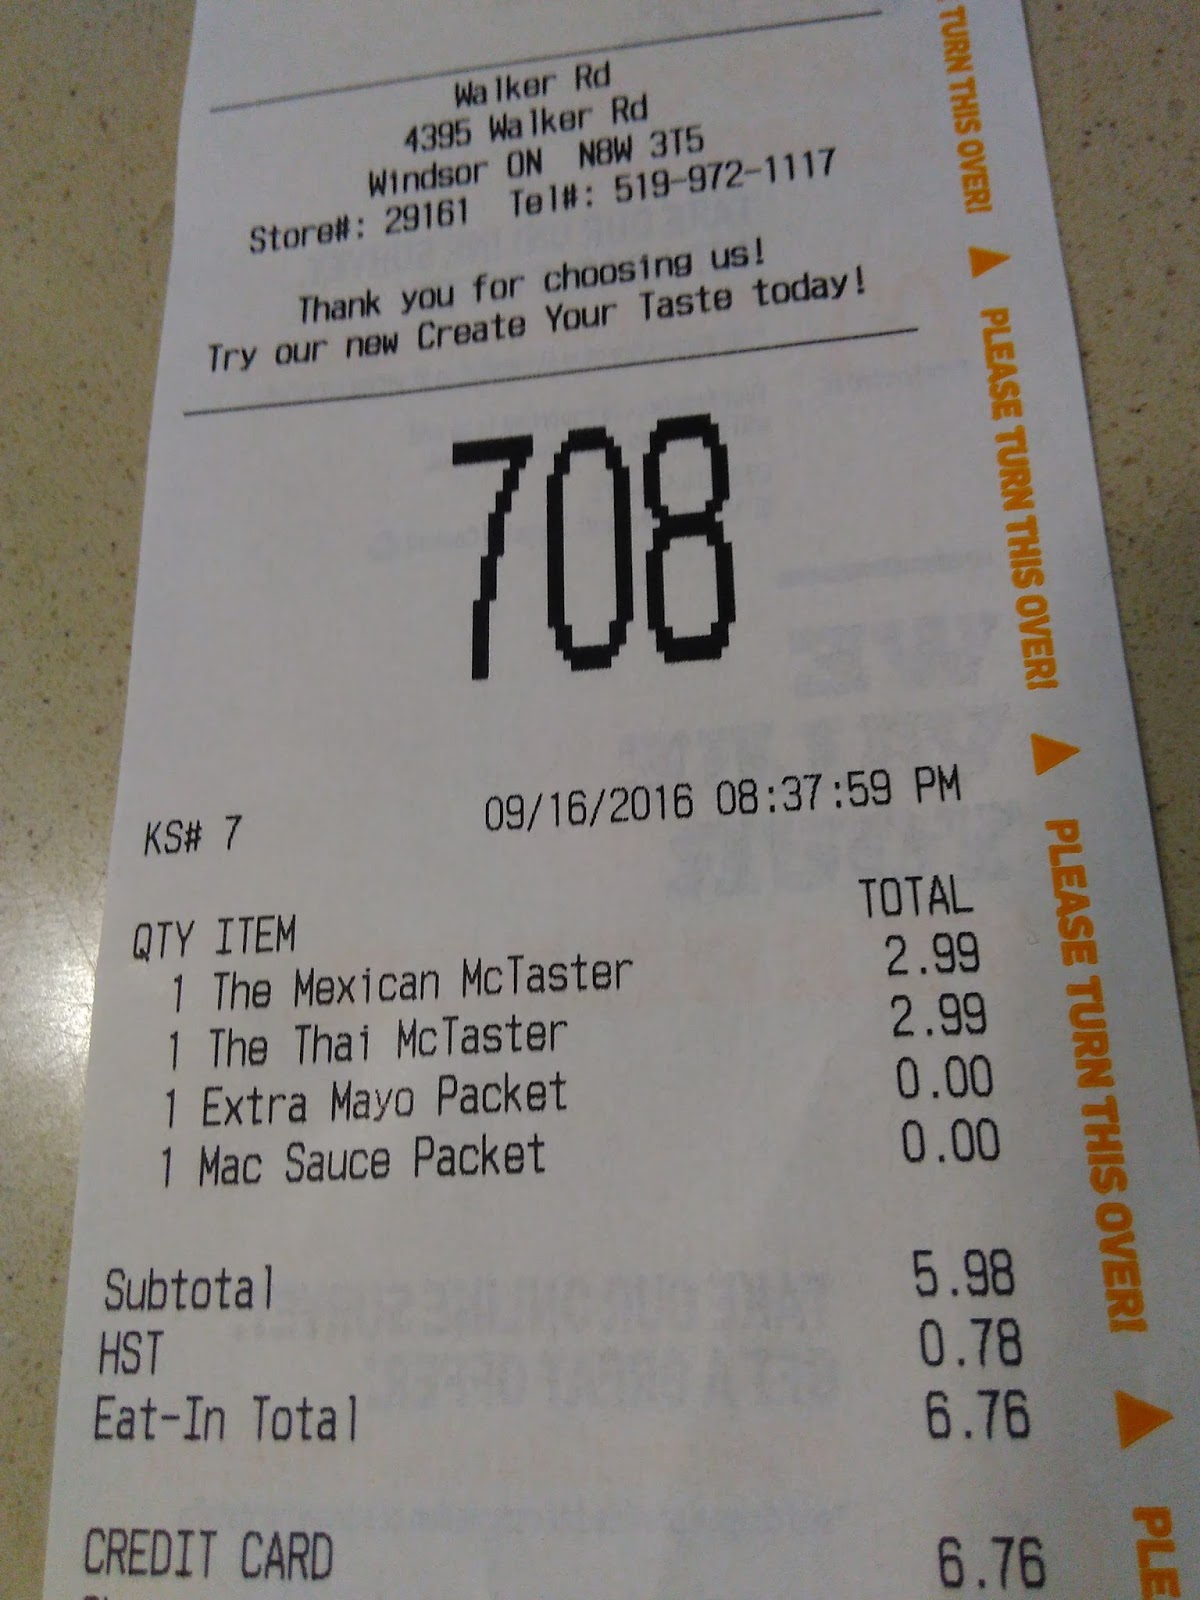 Walker Rd
4395 Walker Rd
Windsor ON N8W 3T5
Store#: 29161 Tel#: 519-972-1117
Thank you for choosing us!
Try our new Create Your Taste today!
708
KS# 7 09/16/2016 08:37:59 PM
QTY ITEM TOTAL
1 The Mexican McTaster 2.99
1 The Thai McTaster 2.99
1 Extra Mayo Packet 0.00
1 Mac Sauce Packet 0.00
Subtotal 5.98
HST 0.78
Eat-In Total 6.76
CREDIT CARD 6.76
TURN THIS OVER!
PLEASE TURN THIS OVER!
PLEASE TURN THIS OVER!
PLE